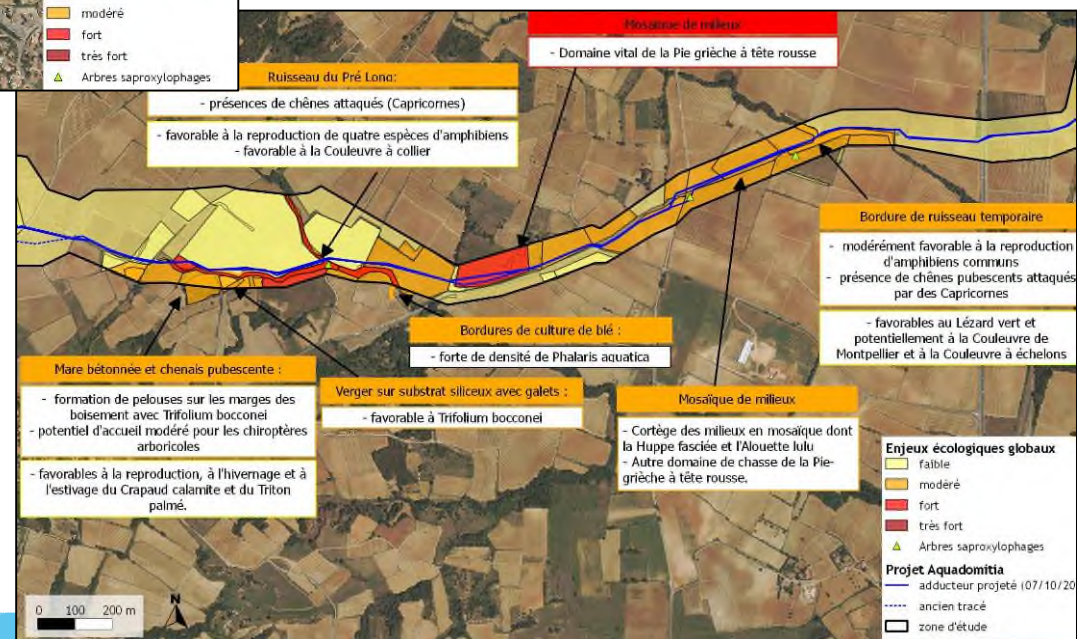 modéré
fort
très fort
Arbres saproxylophages
Mosaïque de milieux
- Domaine vital de la Pie grièche à tête rousse
Ruisseau du Pré Long:
- présences de chênes attaqués (Capricornes)
- favorable à la reproduction de quatre espèces d'amphibiens
- favorable à la Couleuvre à collier
Bordure de ruisseau temporaire
- modérément favorable à la reproduction
d'amphibiens communs
- présence de chênes pubescents attaqués
par des Capricornes
- favorables au Lézard vert et
potentiellement à la Couleuvre de
Montpellier et à la Couleuvre à échelons
Bordures de culture de blé :
- forte de densité de Phalaris aquatica
Mare bétonnée et chenais pubescente :
- formation de pelouses sur les marges des
boisement avec Trifolium bocconei
- potentiel d'accueil modéré pour les chiroptères
arboricoles
- favorables à la reproduction, à l'hivernage et à
l'estivage du Crapaud calamite et du Triton
palmé.
Verger sur substrat siliceux avec galets :
- favorable à Trifolium bocconei
Mosaïque de milieux
- Cortège des milieux en mosaïque dont
la Huppe fasciée et l'Alouette lulu
- Autre domaine de chasse de la Pie-
grièche à tête rousse.
Enjeux écologiques globaux
faible
modéré
fort
très fort
Arbres saproxylophages
Projet Aquadomitia
adducteur projeté (07/10/20
ancien tracé
zone d'étude
0 100 200 m
N